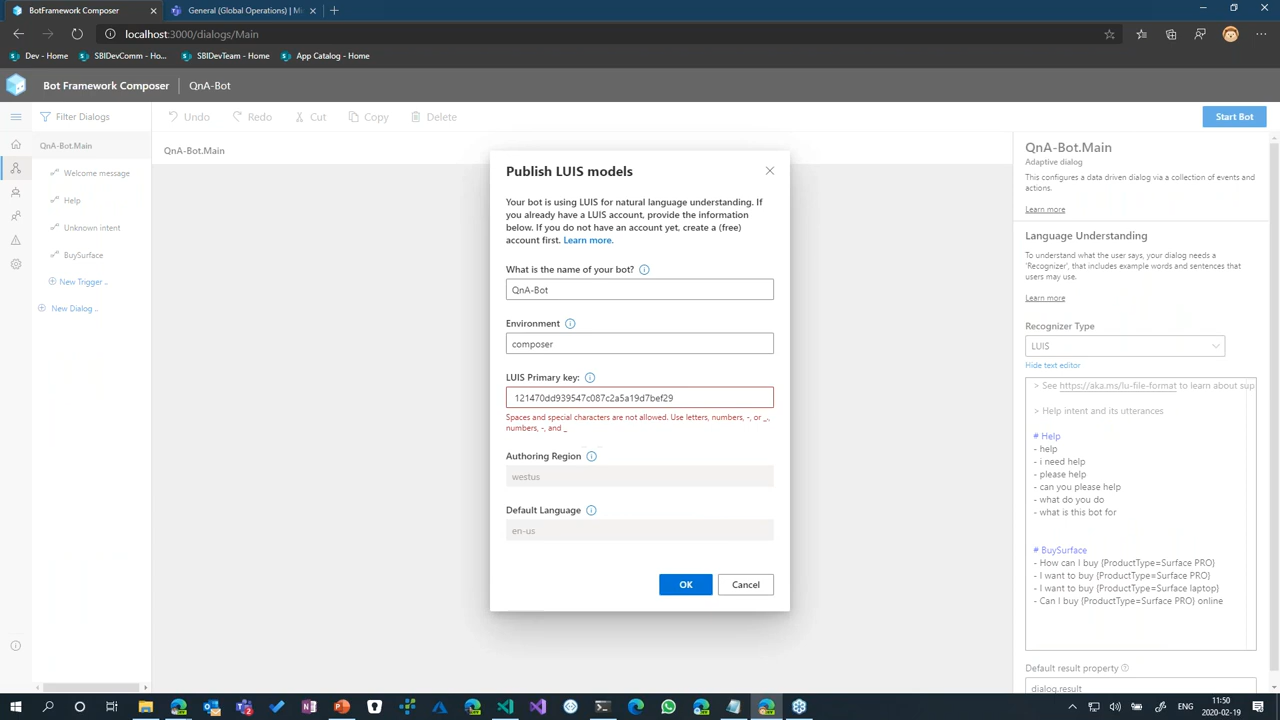 BotFramework Composer
General (Global Operations) | Mi
localhost:3000/dialogs/Main
Dev - Home
SBIDevComm - Ho...
SBIDevTeam - Home
App Catalog - Home
Bot Framework Composer
QnA-Bot
Filter Dialogs
Undo
Redo
Cut
Copy
Delete
Start Bot
QnA-Bot.Main
Welcome message
Help
Unknown intent
BuySurface
New Trigger ..
New Dialog ..
QnA-Bot.Main
Publish LUIS models
Your bot is using LUIS for natural language understanding. If
you already have a LUIS account, provide the information
below. If you do not have an account yet, create a (free)
account first. Learn more.
What is the name of your bot?
QnA-Bot
Environment
composer
LUIS Primary key:
121470dd939547c087c2a5a19d7bef29
Spaces and special characters are not allowed. Use letters, numbers, -, or _.,
numbers, -, and _
Authoring Region
westus
Default Language
en-us
OK
Cancel
QnA-Bot.Main
Adaptive dialog
This configures a data driven dialog via a collection of events and
actions.
Learn more
Language Understanding
To understand what the user says, your dialog needs a
'Recognizer', that includes example words and sentences that
users may use.
Learn more
Recognizer Type
LUIS
Hide text editor
> See https://aka.ms/lu-file-format to learn about sup
> Help intent and its utterances
# Help
- help
- i need help
- please help
- can you please help
- what do you do
- what is this bot for
# BuySurface
- How can I buy {ProductType=Surface PRO}
- I want to buy {ProductType=Surface PRO}
- I want to buy {ProductType=Surface laptop}
- Can I buy {ProductType=Surface PRO} online
Default result property
dialog.result
11:50
2020-02-19